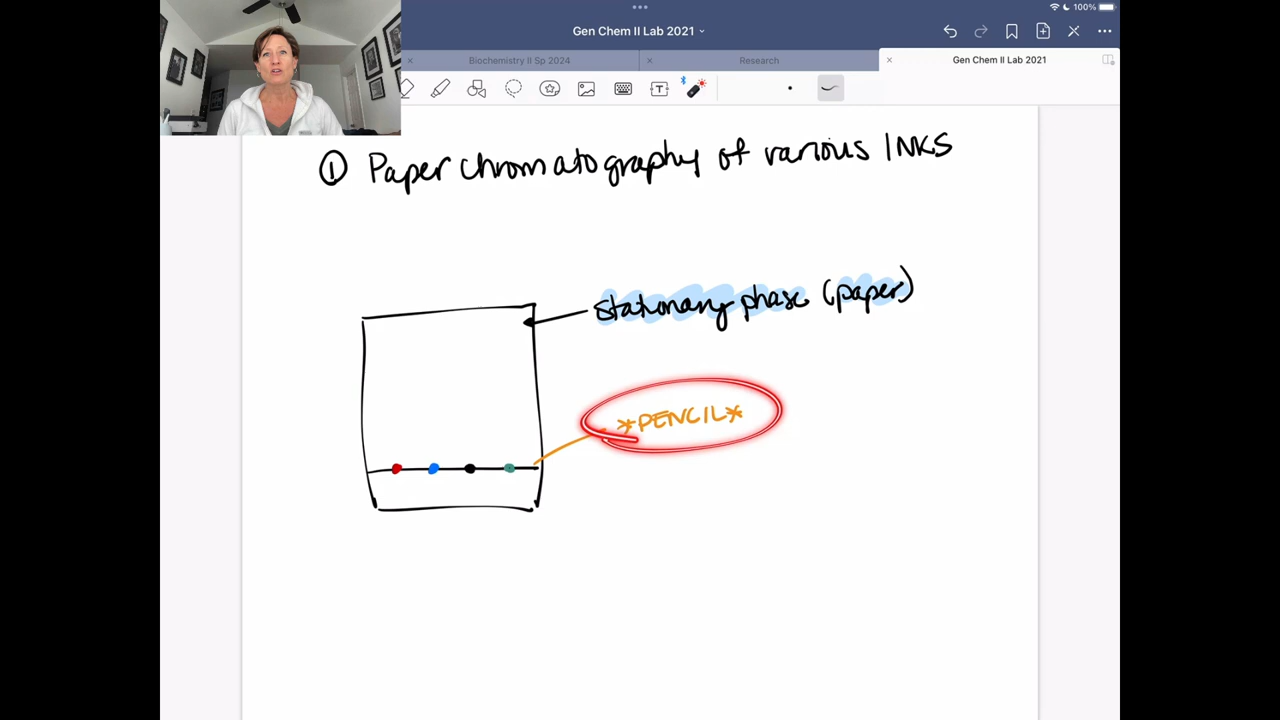 100%
Gen Chem II Lab 2021
Biochemistry II Sp 2024
Research
Gen Chem II Lab 2021
T
① Paper chromatography of various INKS
stationary phase (paper)
*PENCIL*